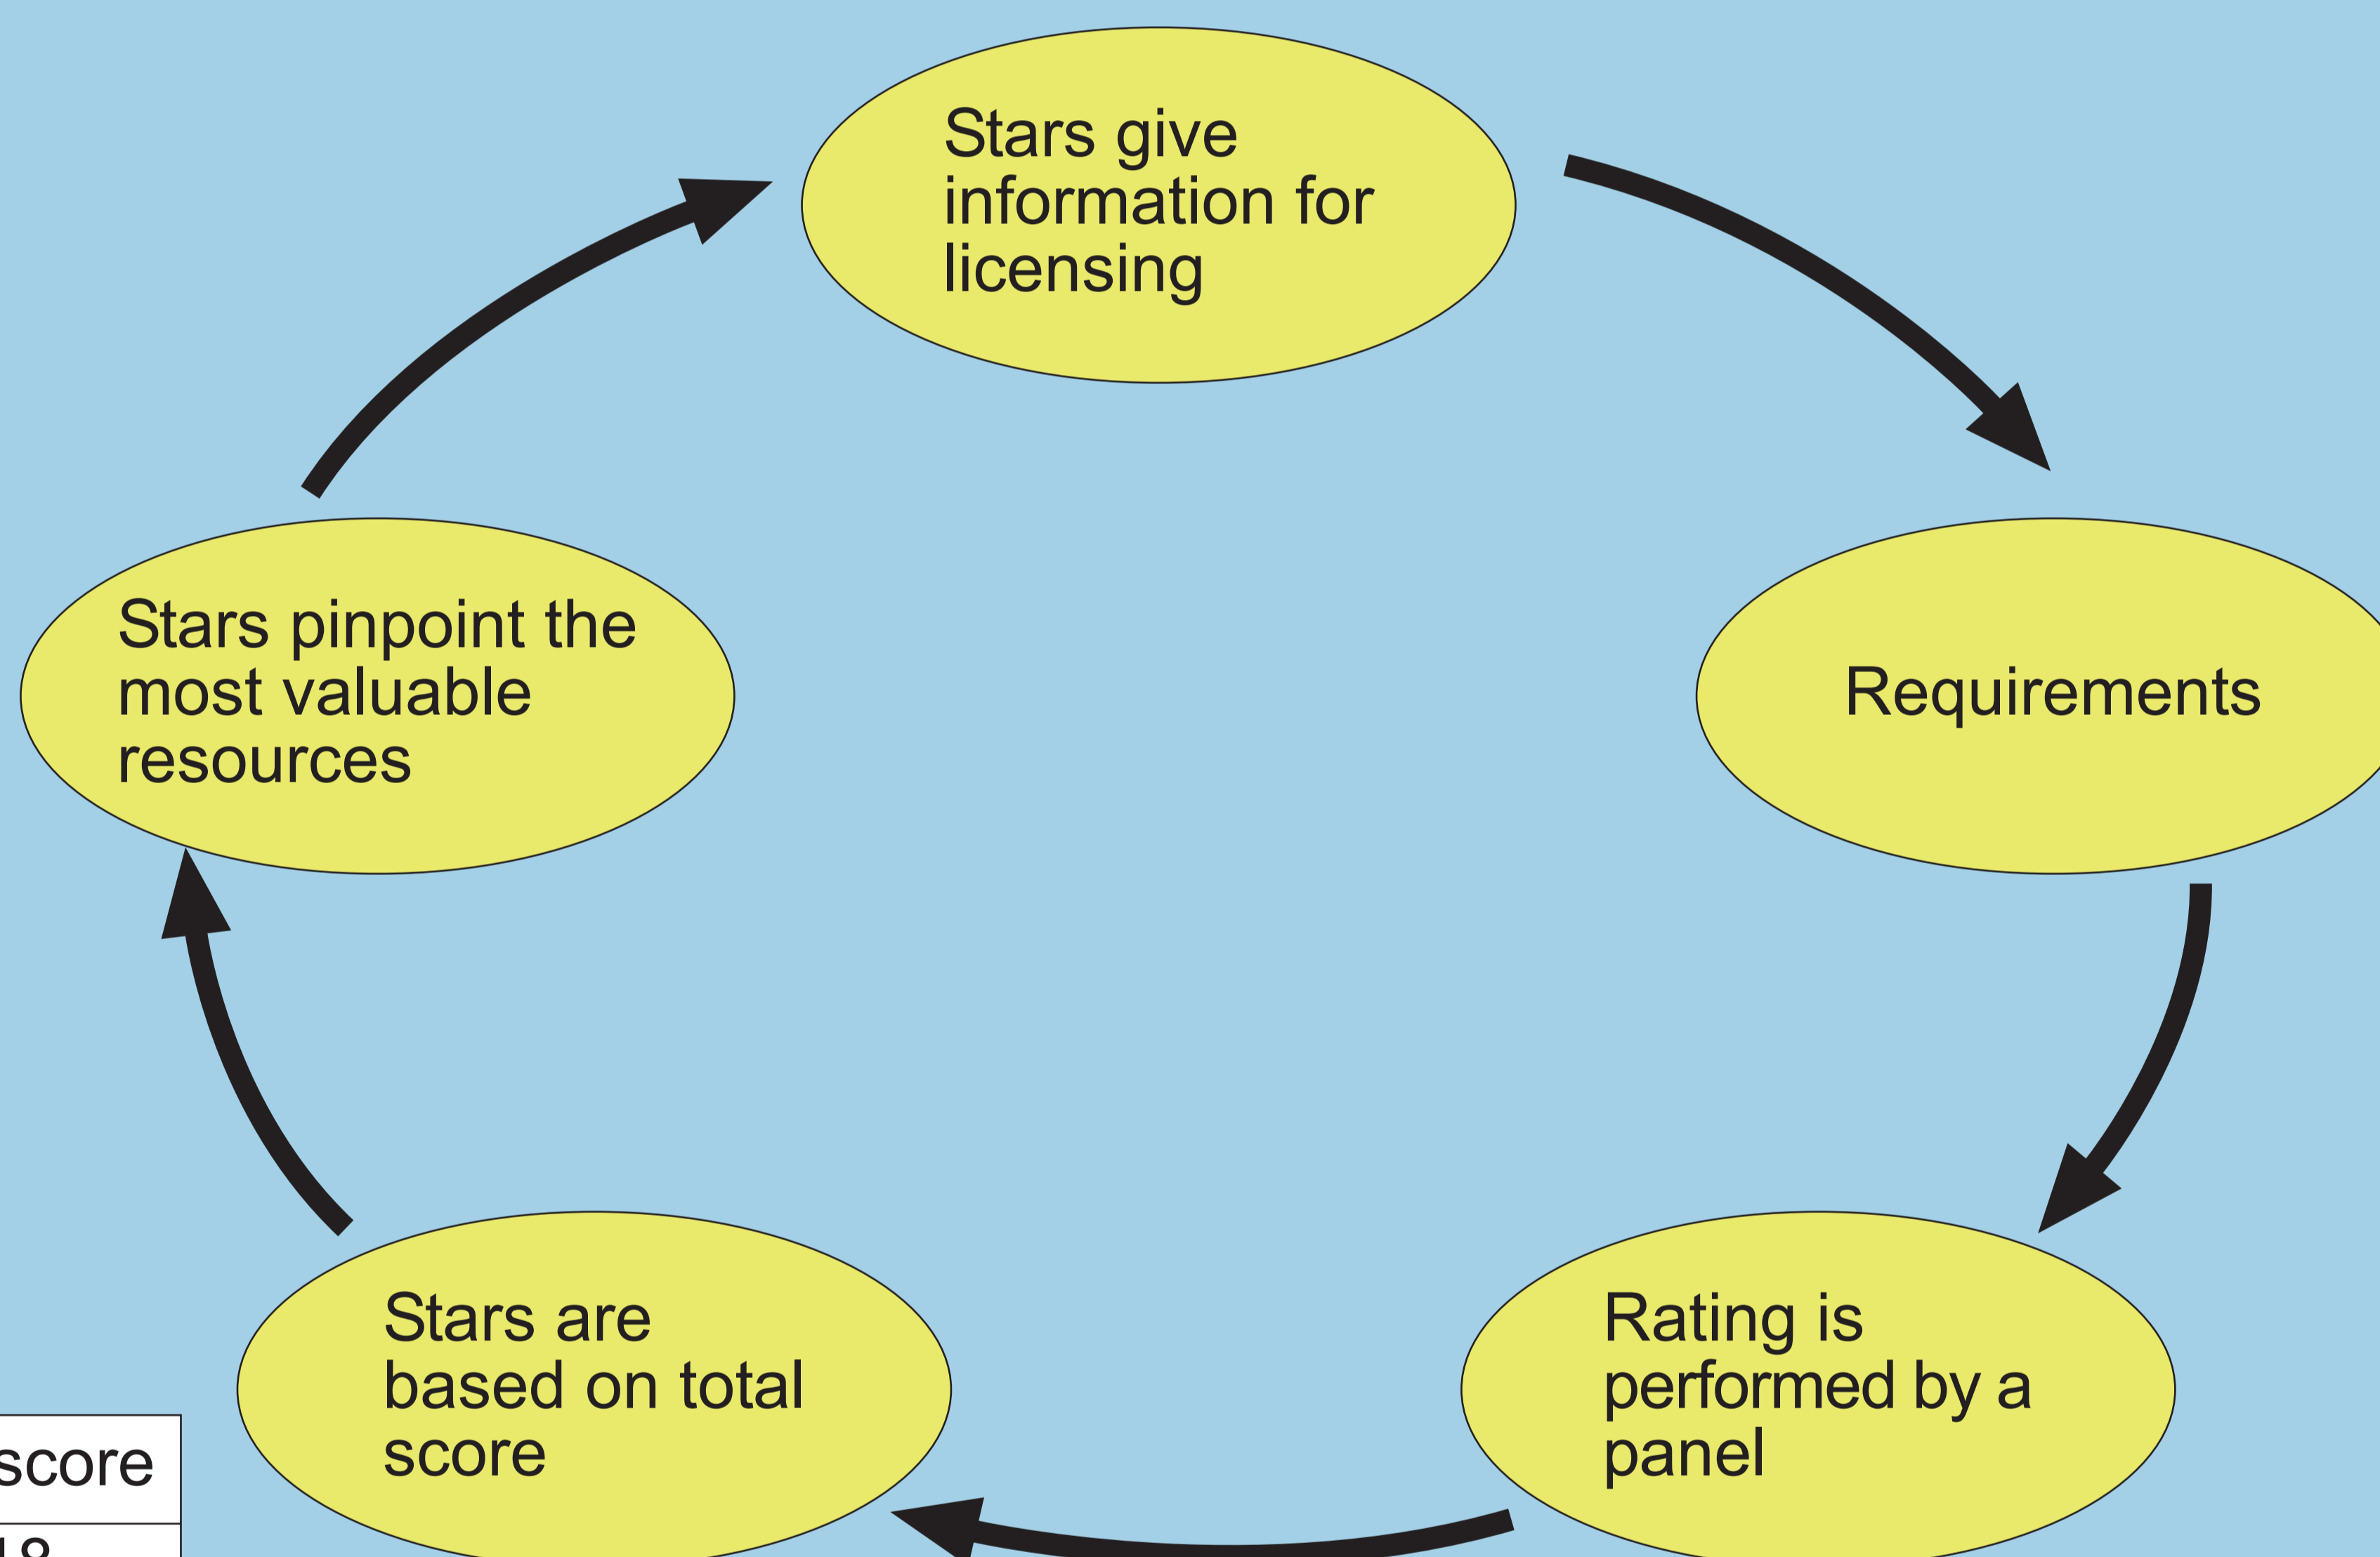 Stars give
information for
licensing
Stars pinpoint the
most valuable
resources
Requirements
Stars are
based on total
score
Rating is
performed by a
panel
score